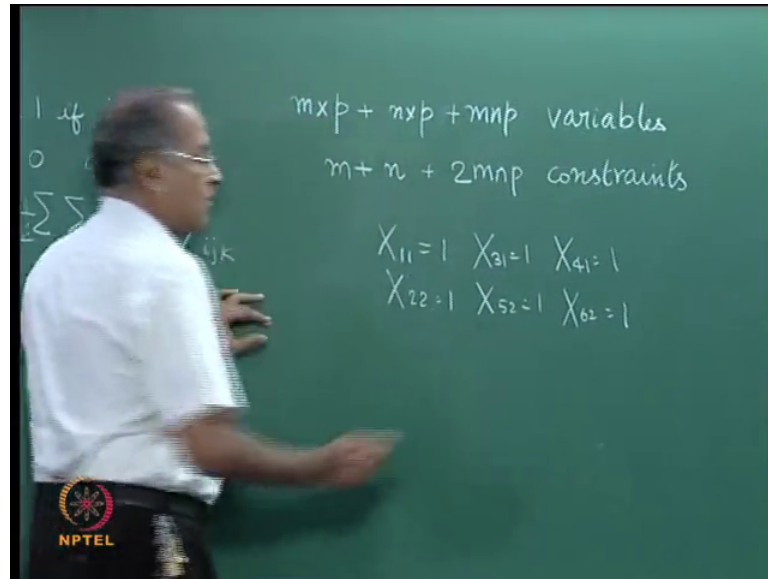 1 if
0
∑ ∑ ijk
m×p + n×p + mnp variables
m + n + 2mnp constraints
X₁₁ = 1 X₃₁ = 1 X₄₁ = 1
X₂₂ = 1 X₅₂ = 1 X₆₂ = 1
NPTEL